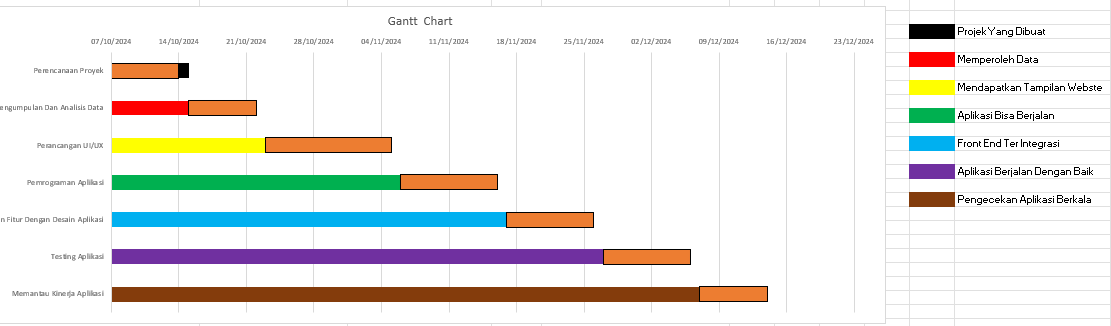 Gantt Chart
07/10/2024 14/10/2024 21/10/2024 28/10/2024 04/11/2024 11/11/2024 18/11/2024 25/11/2024 02/12/2024 09/12/2024 16/12/2024 23/12/2024
Perencanaan Proyek
engumpulan Dan Analisis Data
Perancangan UI/UX
Pemrograman Aplikasi
n Fitur Dengan Desain Aplikasi
Testing Aplikasi
Memantau Kinerja Aplikasi
Projek Yang Dibuat
Memperoleh Data
Mendapatkan Tampilan Webste
Aplikasi Bisa Berjalan
Front End Ter Integrasi
Aplikasi Berjalan Dengan Baik
Pengecekan Aplikasi Berkala